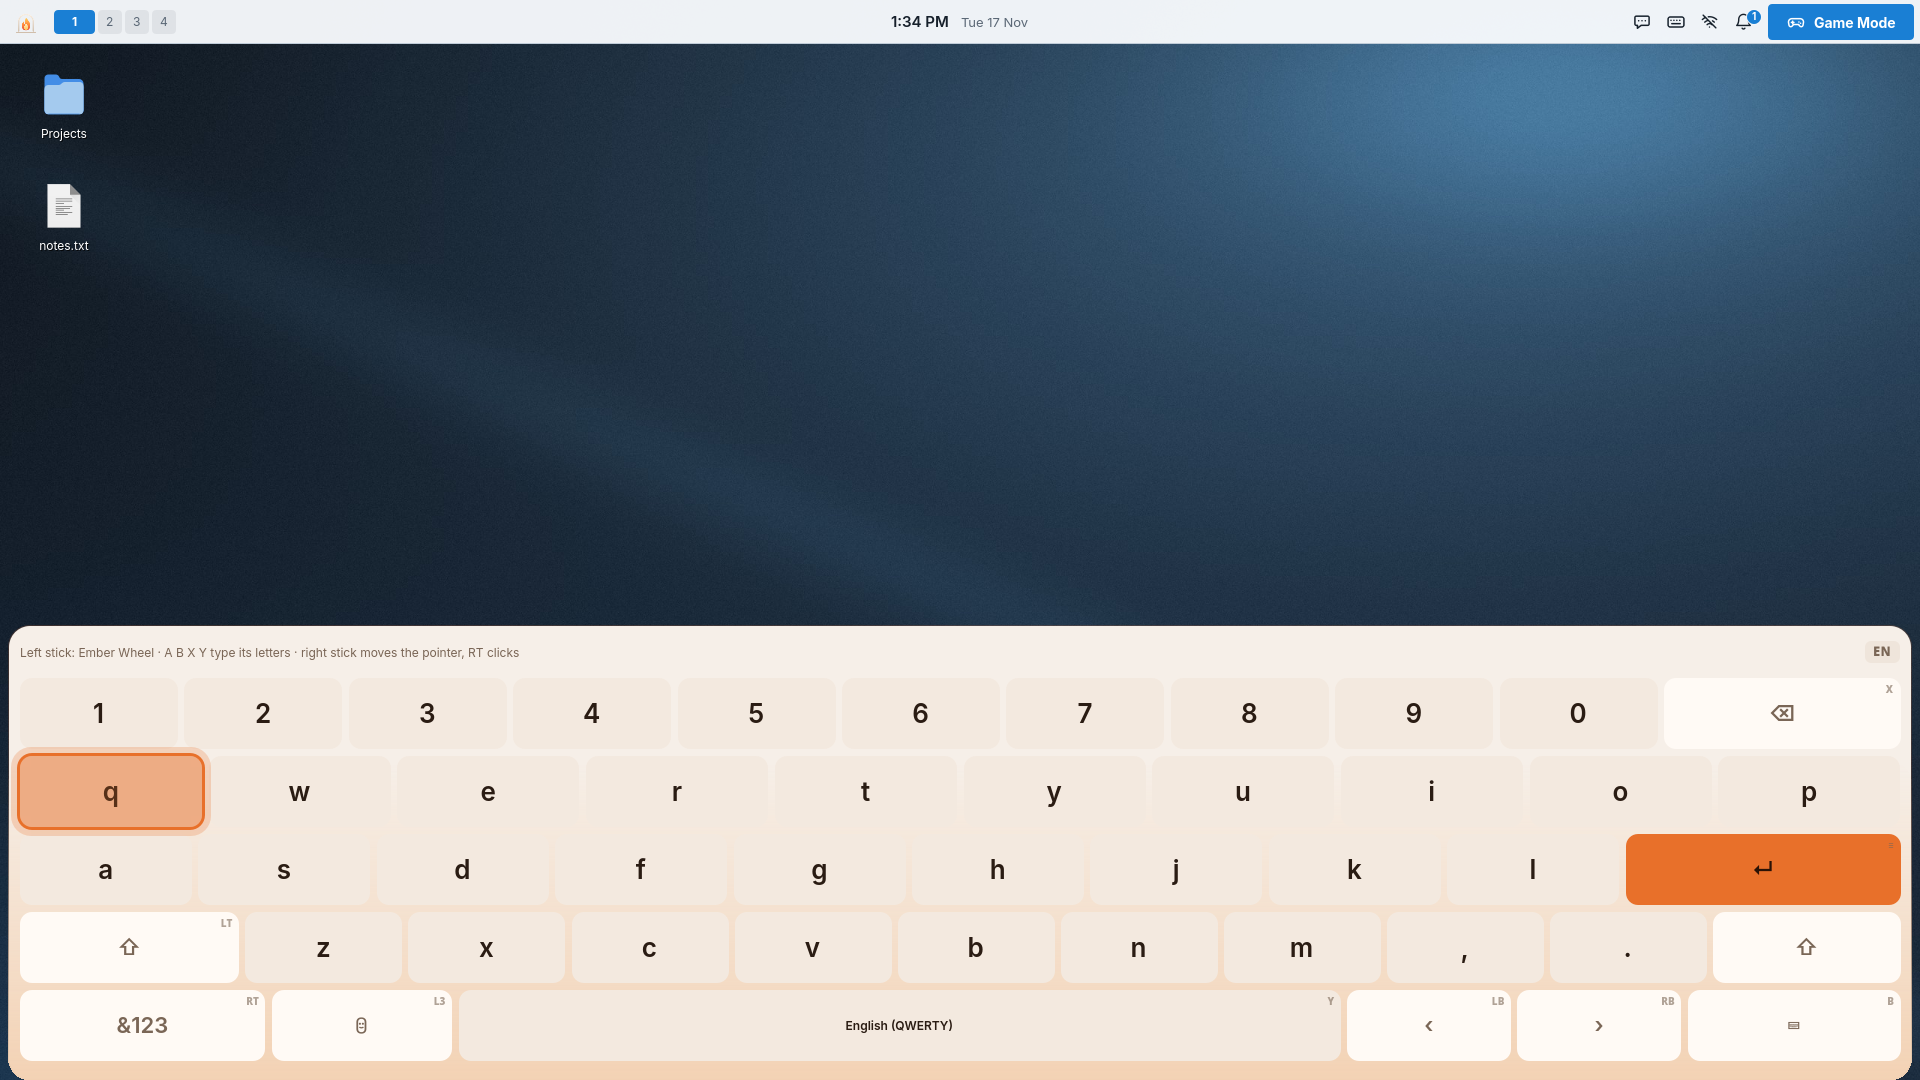 1 2 3 4
1:34 PM Tue 17 Nov
1
Game Mode
Projects
notes.txt
Left stick: Ember Wheel · A B X Y type its letters · right stick moves the pointer, RT clicks
EN
1 2 3 4 5 6 7 8 9 0 X
q w e r t y u i o p
a s d f g h j k l
LT z x c v b n m , .
&123 RT L3 English (QWERTY) Y ‹ LB › RB B